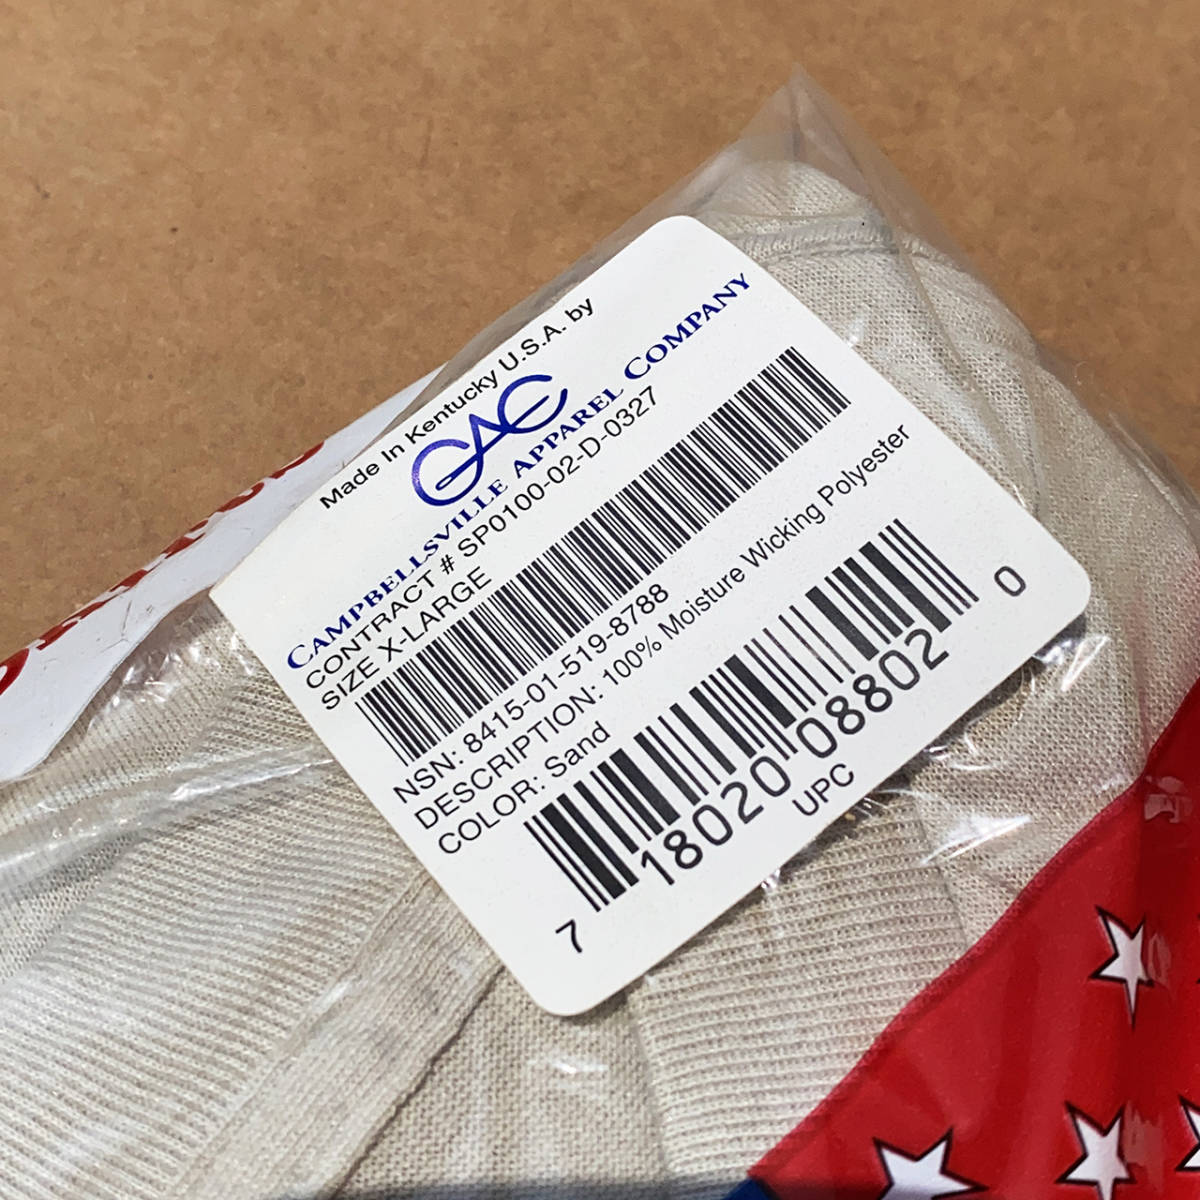 Made In Kentucky U.S.A. by
CAC
CAMPBELLSVILLE APPAREL COMPANY
CONTRACT # SP0100-02-D-0327
SIZE X-LARGE
NSN: 8415-01-519-8788
DESCRIPTION: 100% Moisture Wicking Polyester
COLOR: Sand
7 18020 08802 0
UPC